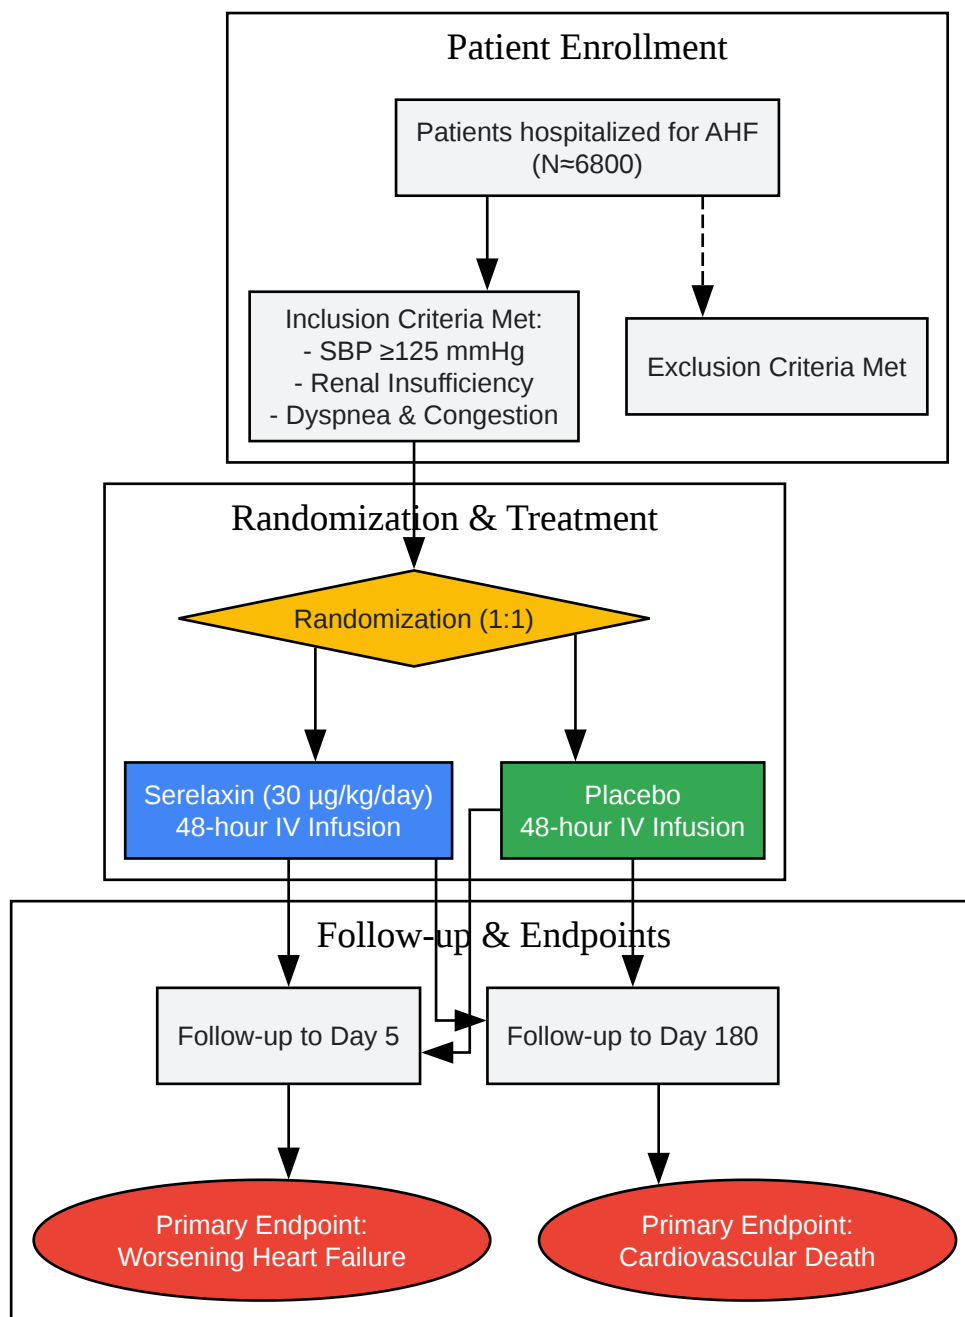 Patient Enrollment
Patients hospitalized for AHF
(N≈6800)
Inclusion Criteria Met:
- SBP ≥125 mmHg
- Renal Insufficiency
- Dyspnea & Congestion
Exclusion Criteria Met
Randomization & Treatment
Randomization (1:1)
Serelaxin (30 µg/kg/day)
48-hour IV Infusion
Placebo
48-hour IV Infusion
Follow-up & Endpoints
Follow-up to Day 5
Follow-up to Day 180
Primary Endpoint:
Worsening Heart Failure
Primary Endpoint:
Cardiovascular Death